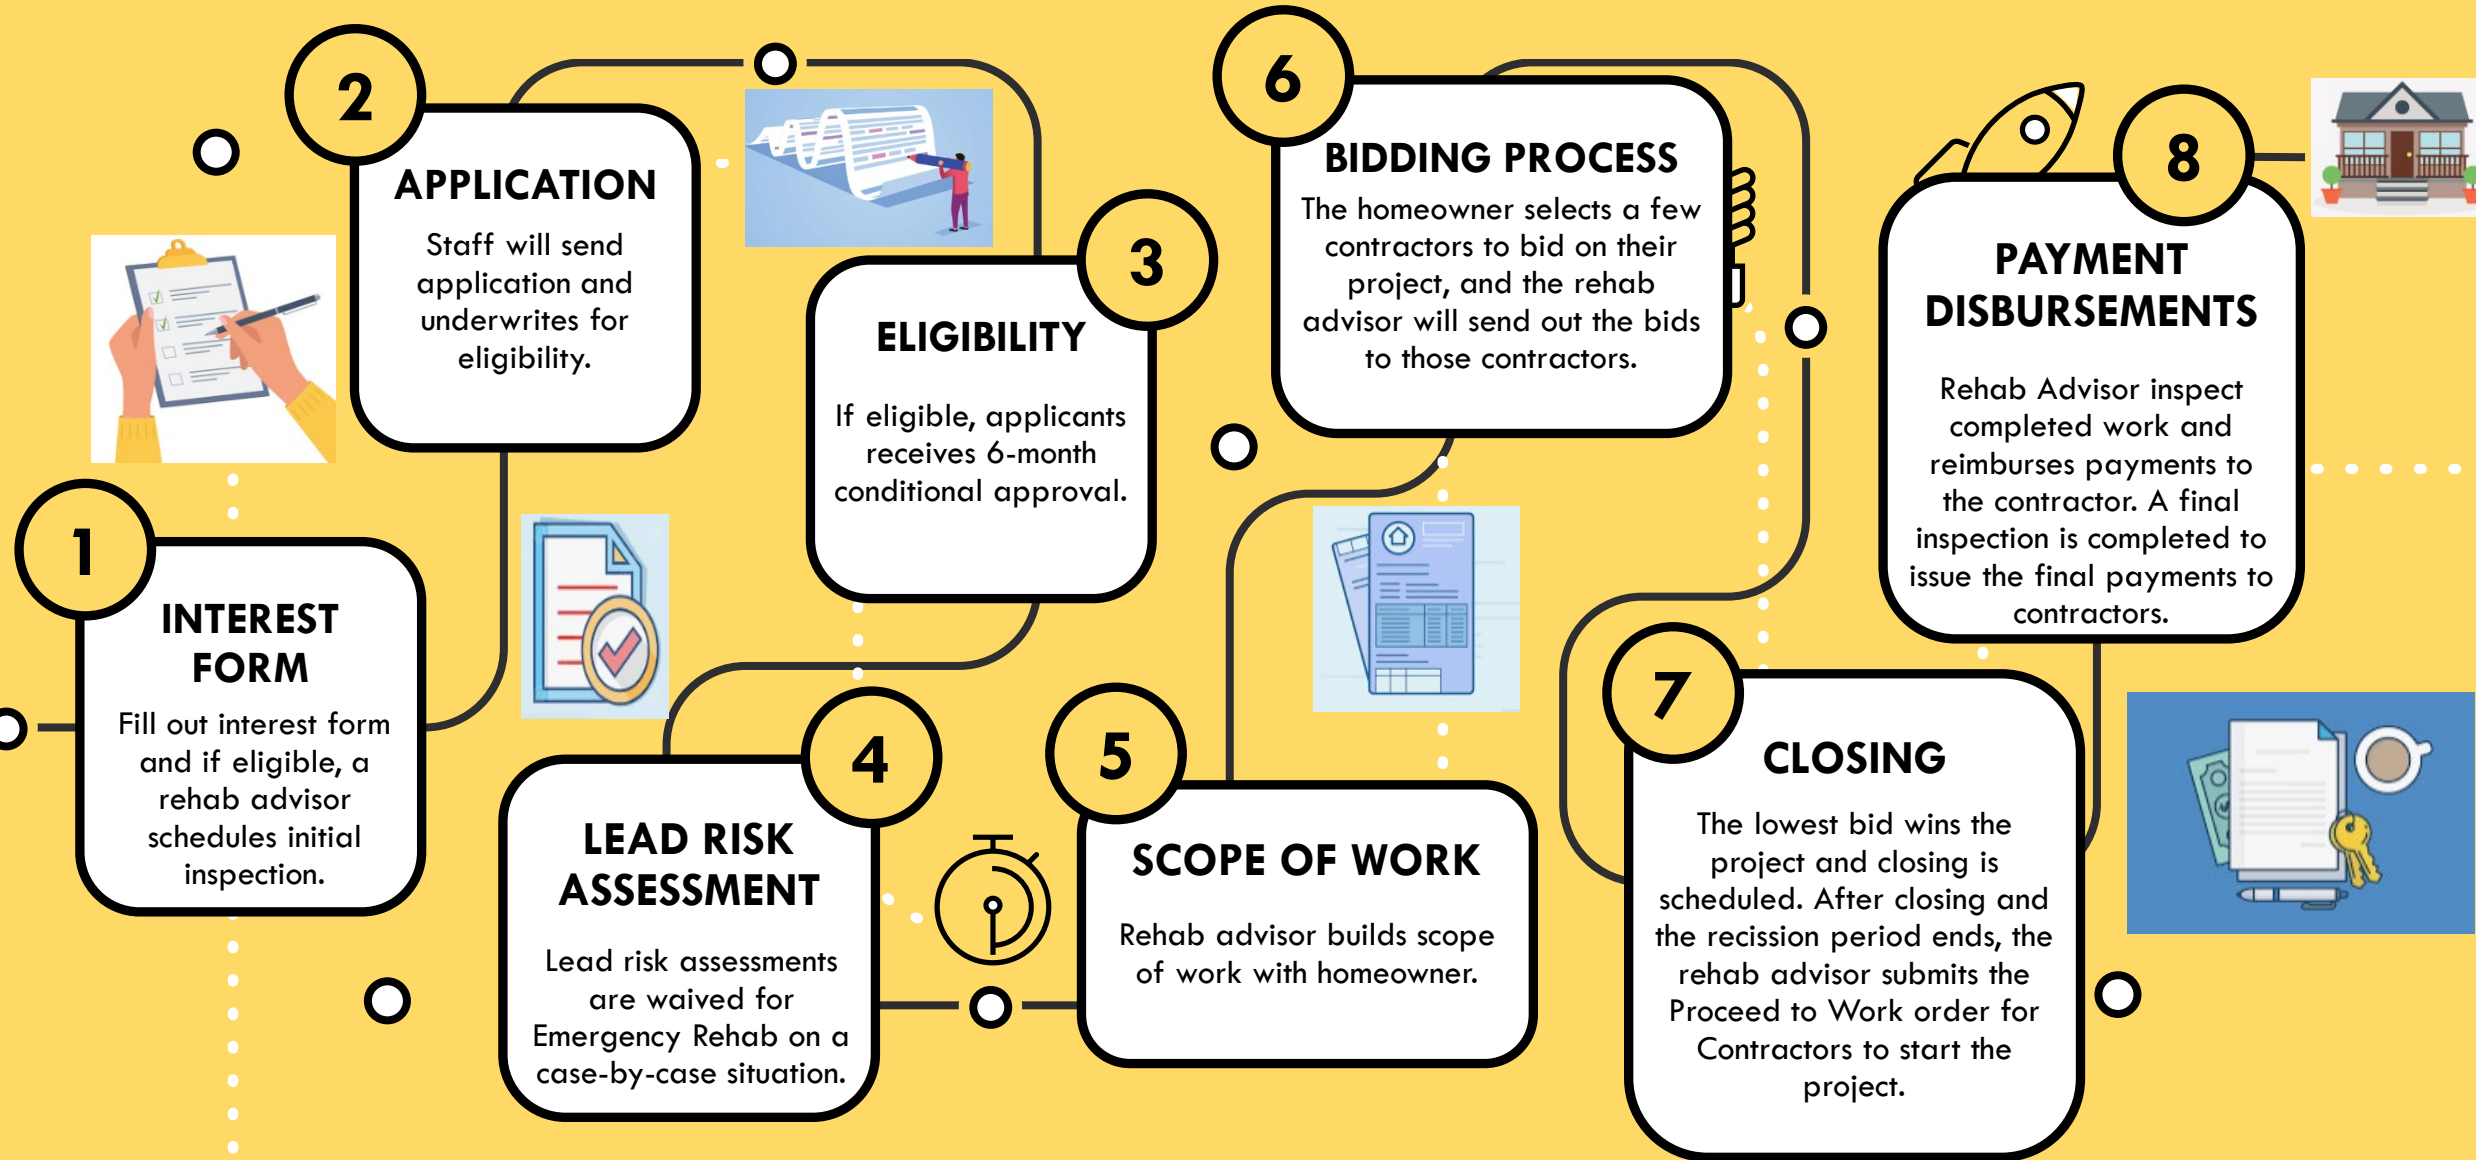 1
INTEREST
FORM
Fill out interest form
and if eligible, a
rehab advisor
schedules initial
inspection.
2
APPLICATION
Staff will send
application and
underwrites for
eligibility.
3
ELIGIBILITY
If eligible, applicants
receives 6-month
conditional approval.
4
LEAD RISK
ASSESSMENT
Lead risk assessments
are waived for
Emergency Rehab on a
case-by-case situation.
5
SCOPE OF WORK
Rehab advisor builds scope
of work with homeowner.
6
BIDDING PROCESS
The homeowner selects a few
contractors to bid on their
project, and the rehab
advisor will send out the bids
to those contractors.
7
CLOSING
The lowest bid wins the
project and closing is
scheduled. After closing and
the recission period ends, the
rehab advisor submits the
Proceed to Work order for
Contractors to start the
project.
8
PAYMENT
DISBURSEMENTS
Rehab Advisor inspect
completed work and
reimburses payments to
the contractor. A final
inspection is completed to
issue the final payments to
contractors.